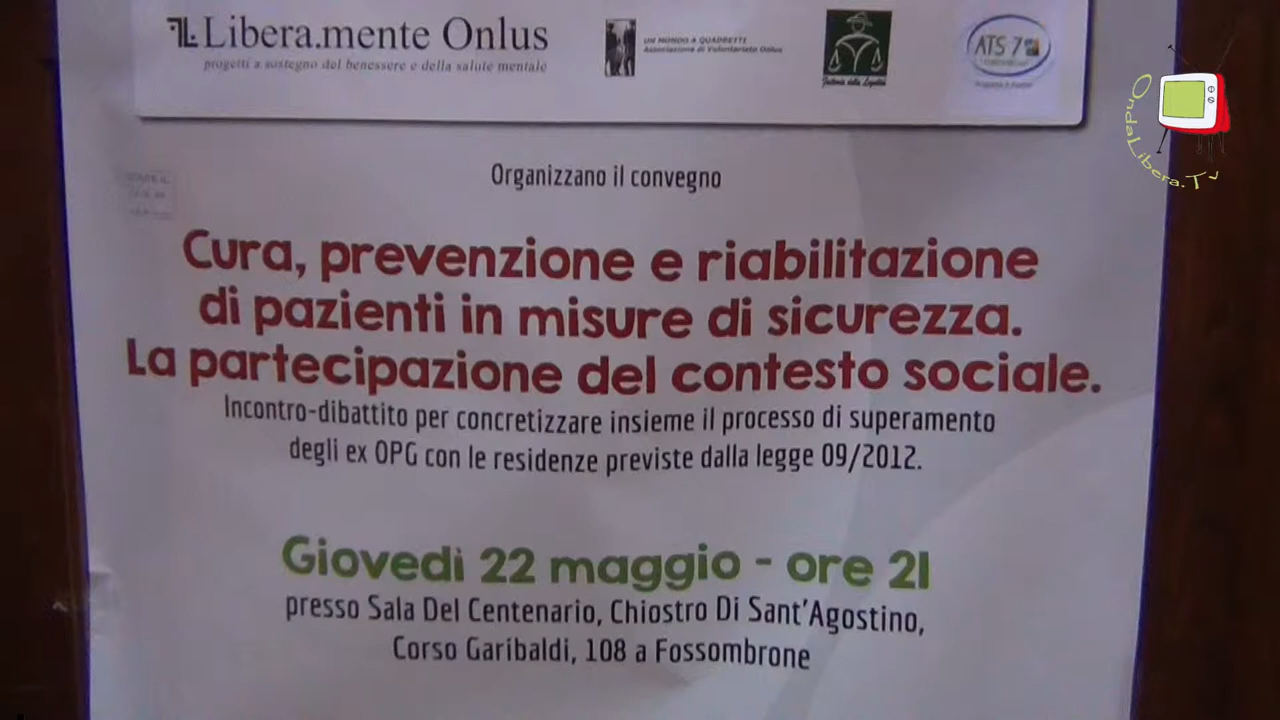 Libera.mente Onlus
progetti a sostegno del benessere e della salute mentale
UN MONDO A QUADRETTI
Associazione di Volontariato Onlus
ATS 7
OndaLibera.Tv
Organizzano il convegno
Cura, prevenzione e riabilitazione
di pazienti in misure di sicurezza.
La partecipazione del contesto sociale.
Incontro-dibattito per concretizzare insieme il processo di superamento
degli ex OPG con le residenze previste dalla legge 09/2012.
Giovedì 22 maggio - ore 21
presso Sala Del Centenario, Chiostro Di Sant'Agostino,
Corso Garibaldi, 108 a Fossombrone